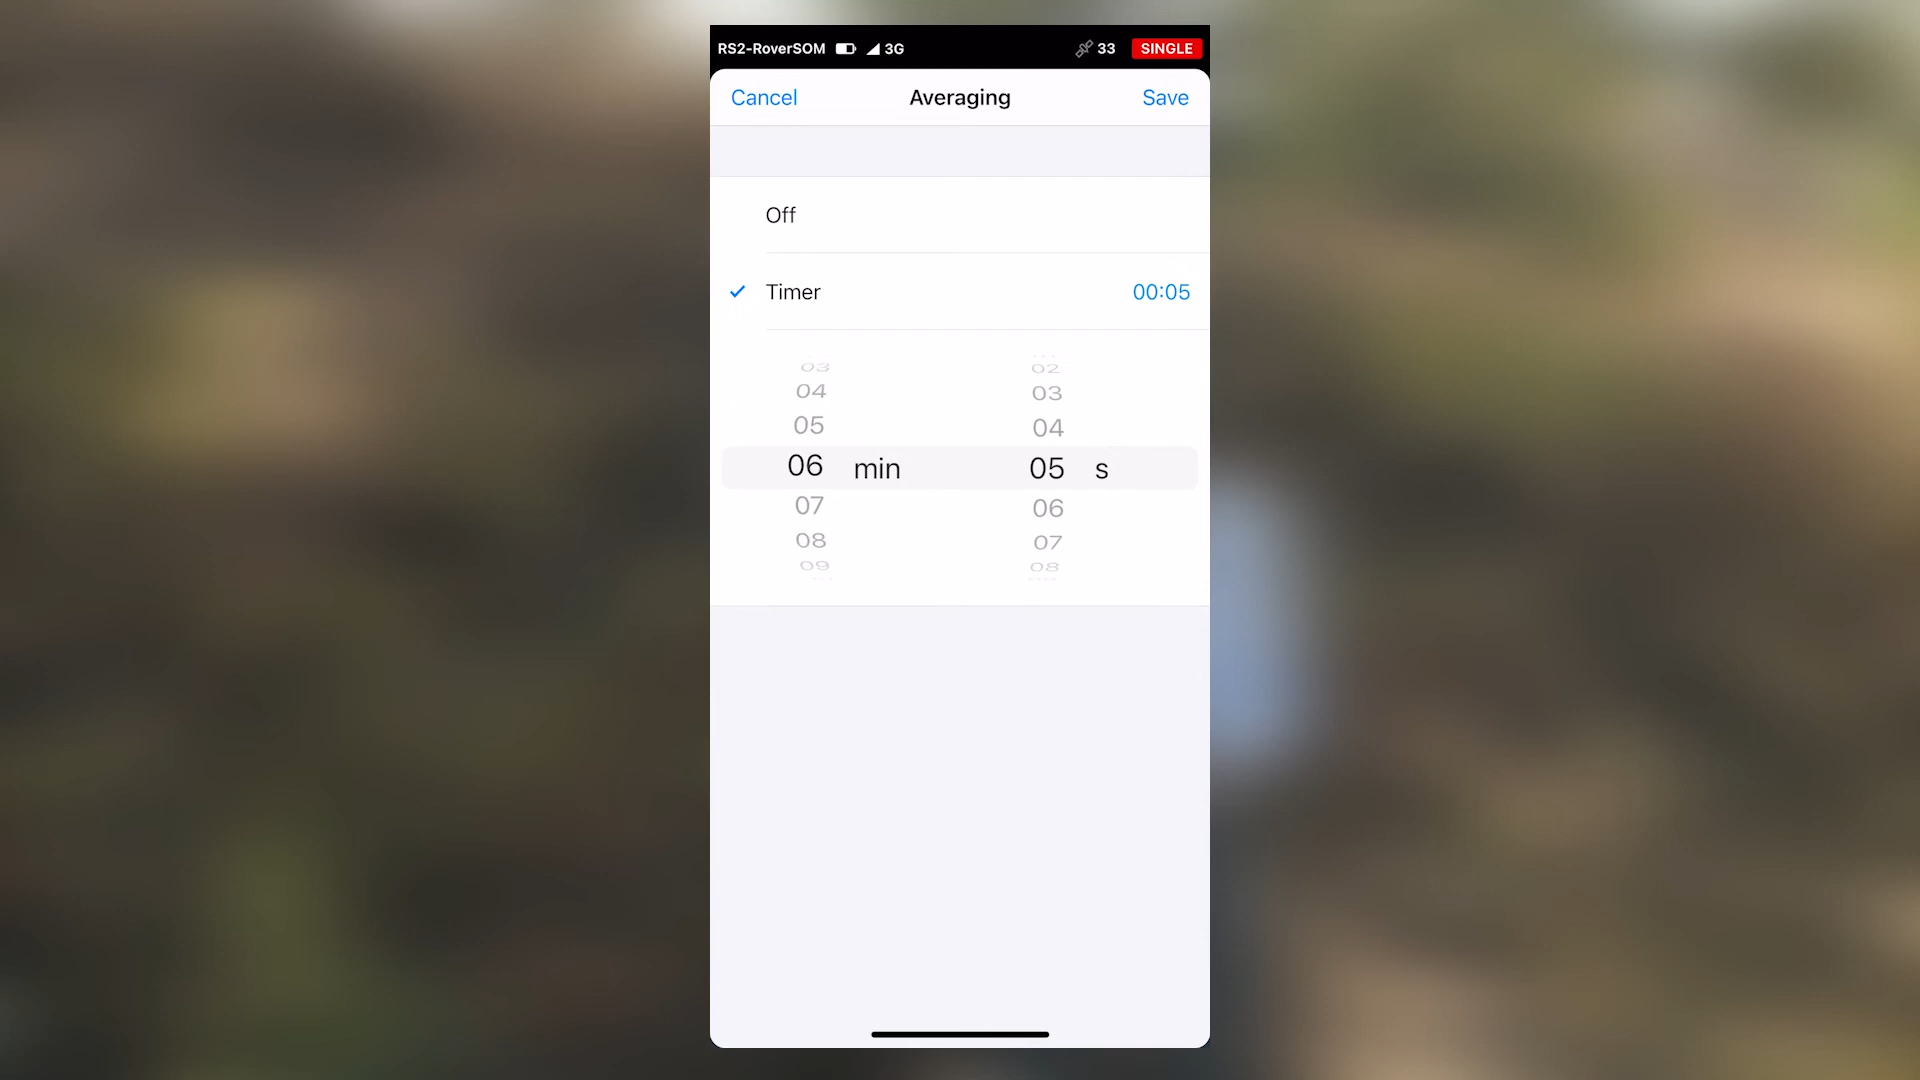 RS2-RoverSOM 3G 33 SINGLE
Cancel Averaging Save
Off
Timer 00:05
03 02
04 03
05 04
06 min 05 s
07 06
08 07
09 08